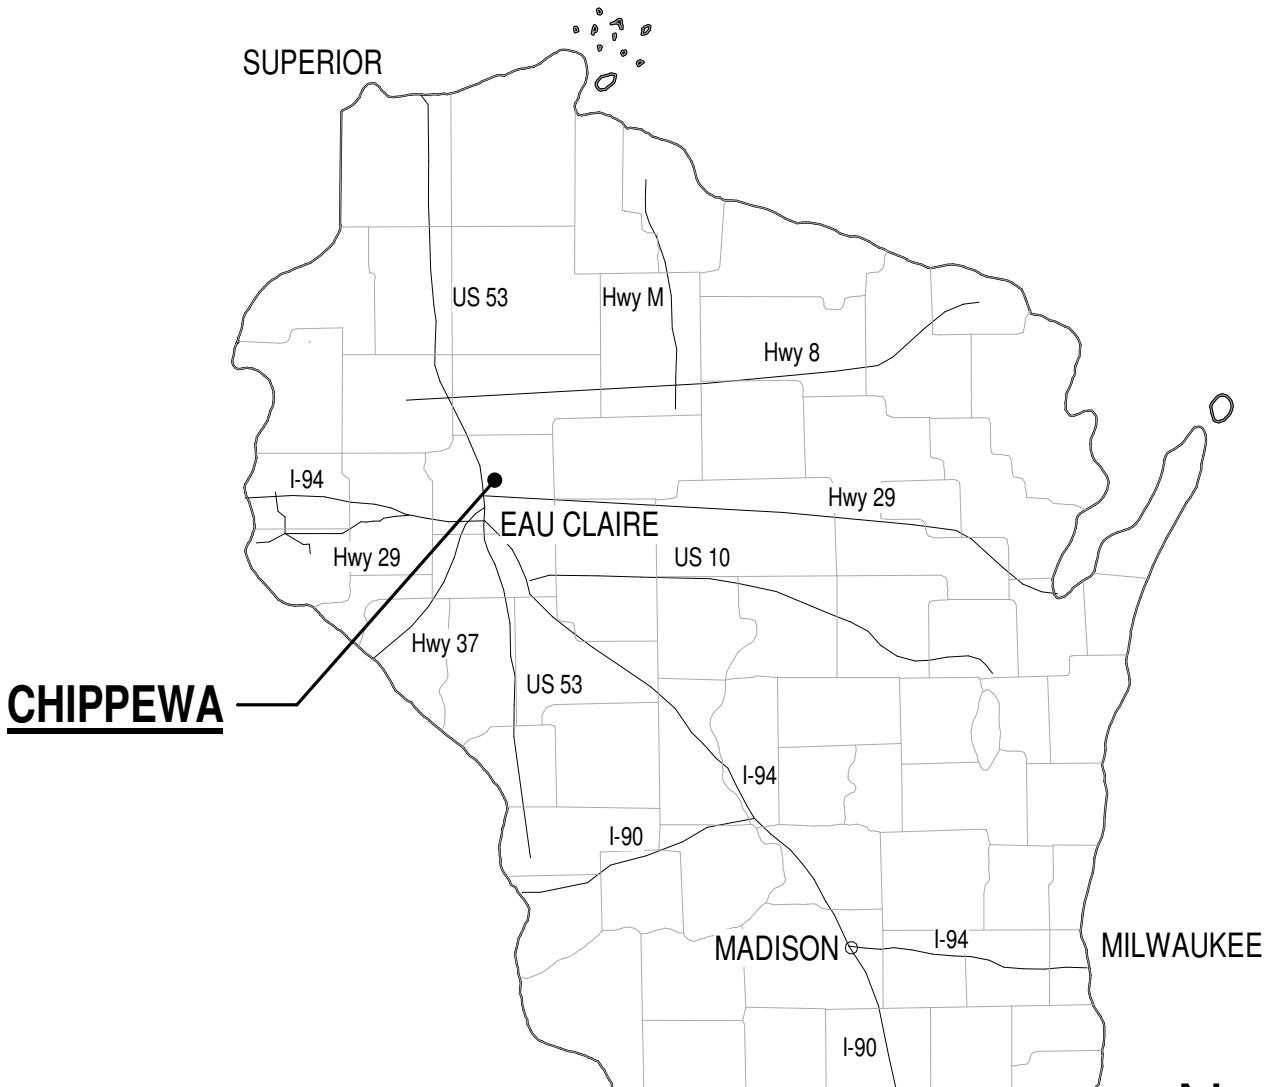 SUPERIOR
US 53
Hwy M
Hwy 8
I-94
Hwy 29
EAU CLAIRE
Hwy 29
US 10
Hwy 37
US 53
CHIPPEWA
I-94
I-90
MADISON
I-94
MILWAUKEE
I-90